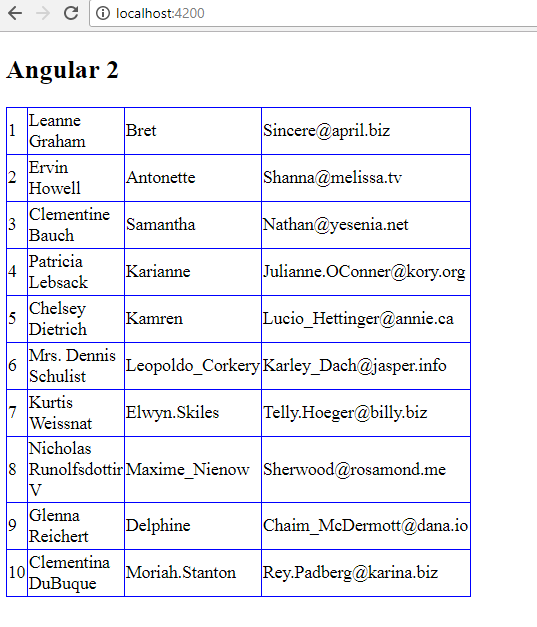 localhost:4200
Angular 2
1 Leanne Graham Bret Sincere@april.biz
2 Ervin Howell Antonette Shanna@melissa.tv
3 Clementine Bauch Samantha Nathan@yesenia.net
4 Patricia Lebsack Karianne Julianne.OConner@kory.org
5 Chelsey Dietrich Kamren Lucio_Hettinger@annie.ca
6 Mrs. Dennis Schulist Leopoldo_Corkery Karley_Dach@jasper.info
7 Kurtis Weissnat Elwyn.Skiles Telly.Hoeger@billy.biz
8 Nicholas Runolfsdottir V Maxime_Nienow Sherwood@rosamond.me
9 Glenna Reichert Delphine Chaim_McDermott@dana.io
10 Clementina DuBuque Moriah.Stanton Rey.Padberg@karina.biz